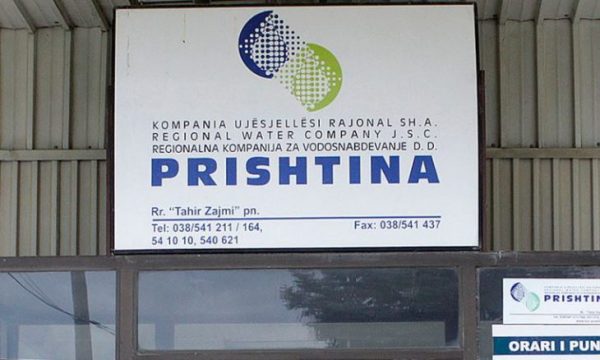 KOMPANIA UJËSJELLËSI RAJONAL SH.A.
REGIONAL WATER COMPANY J.S.C.
REGIONALNA KOMPANIJA ZA VODOSNABDEVANJE D.D.
PRISHTINA
Rr. "Tahir Zajmi" pn.
Tel: 038/541 211 / 164,
54 10 10, 540 621
Fax: 038/541 437
PRISHTINA
ORARI I PUN